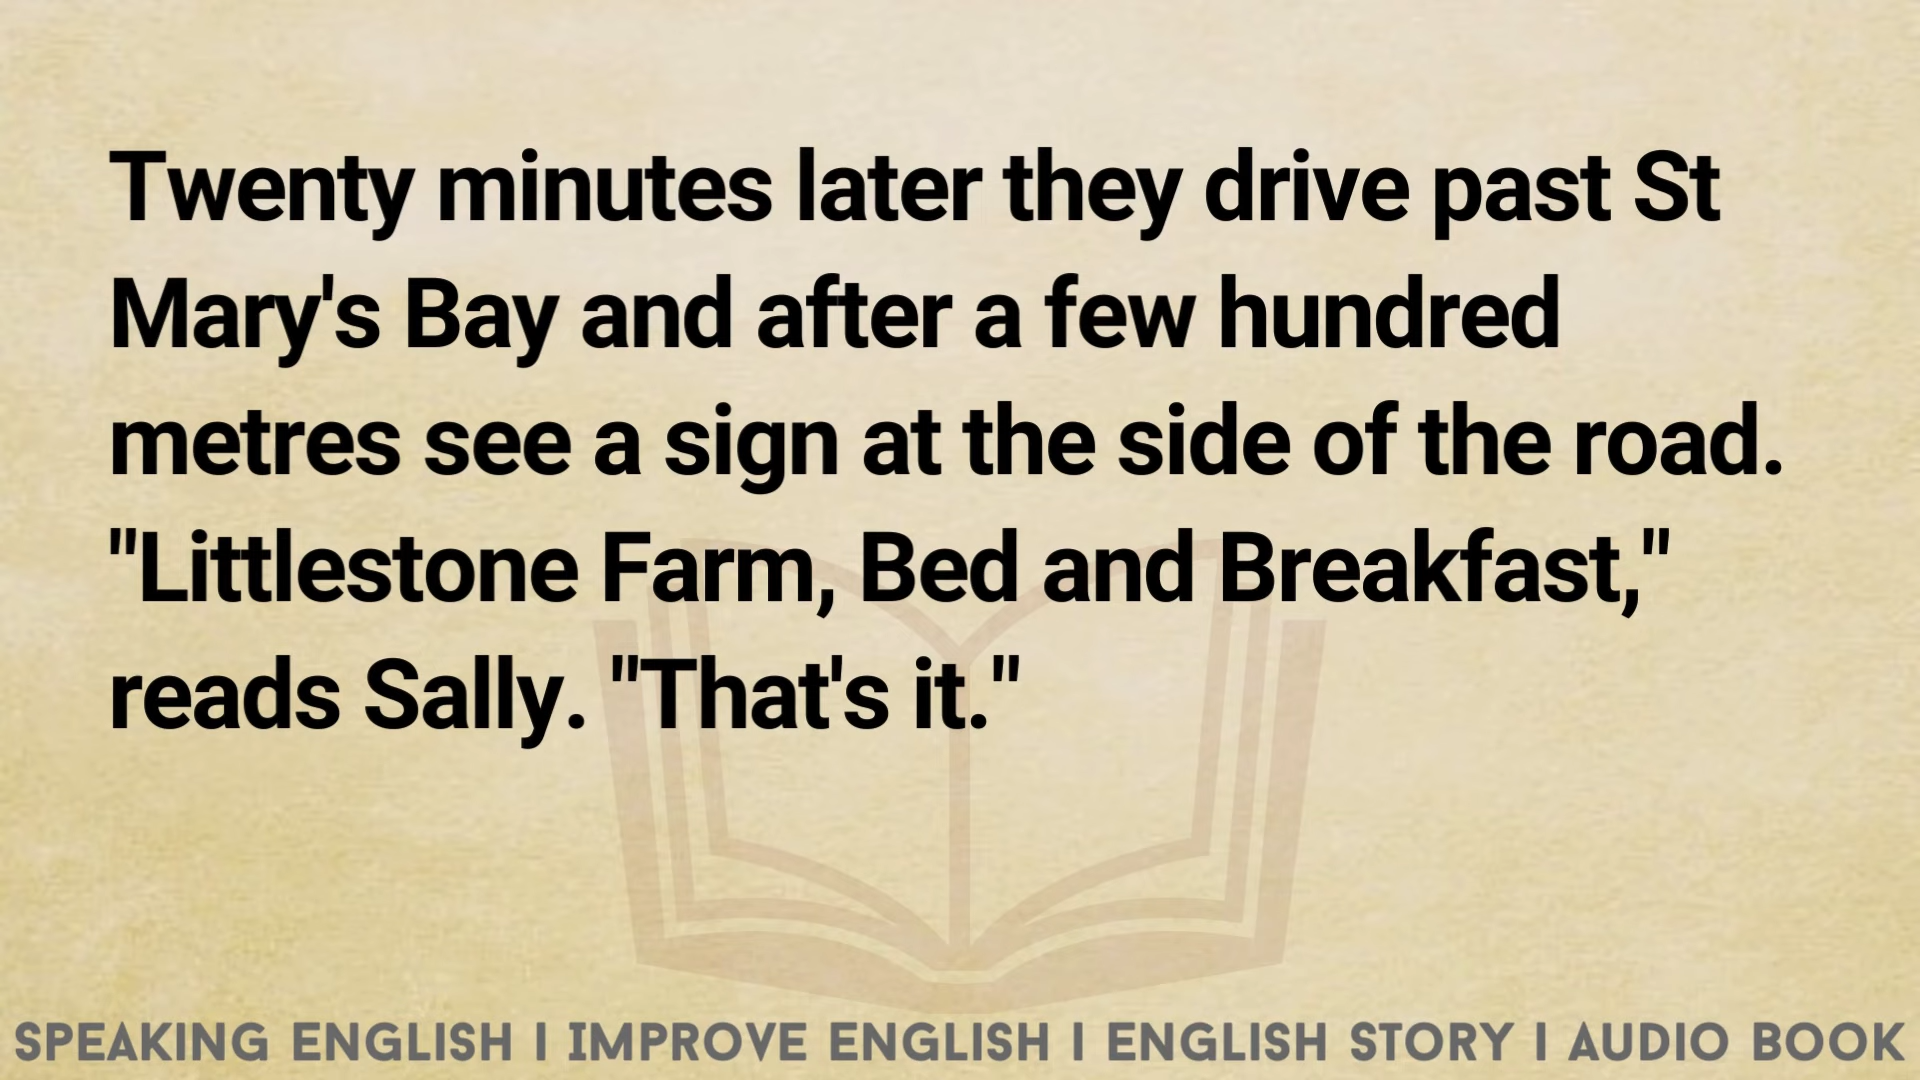 Twenty minutes later they drive past St
Mary's Bay and after a few hundred
metres see a sign at the side of the road.
"Littlestone Farm, Bed and Breakfast,"
reads Sally. "That's it."
SPEAKING ENGLISH I IMPROVE ENGLISH I ENGLISH STORY I AUDIO BOOK